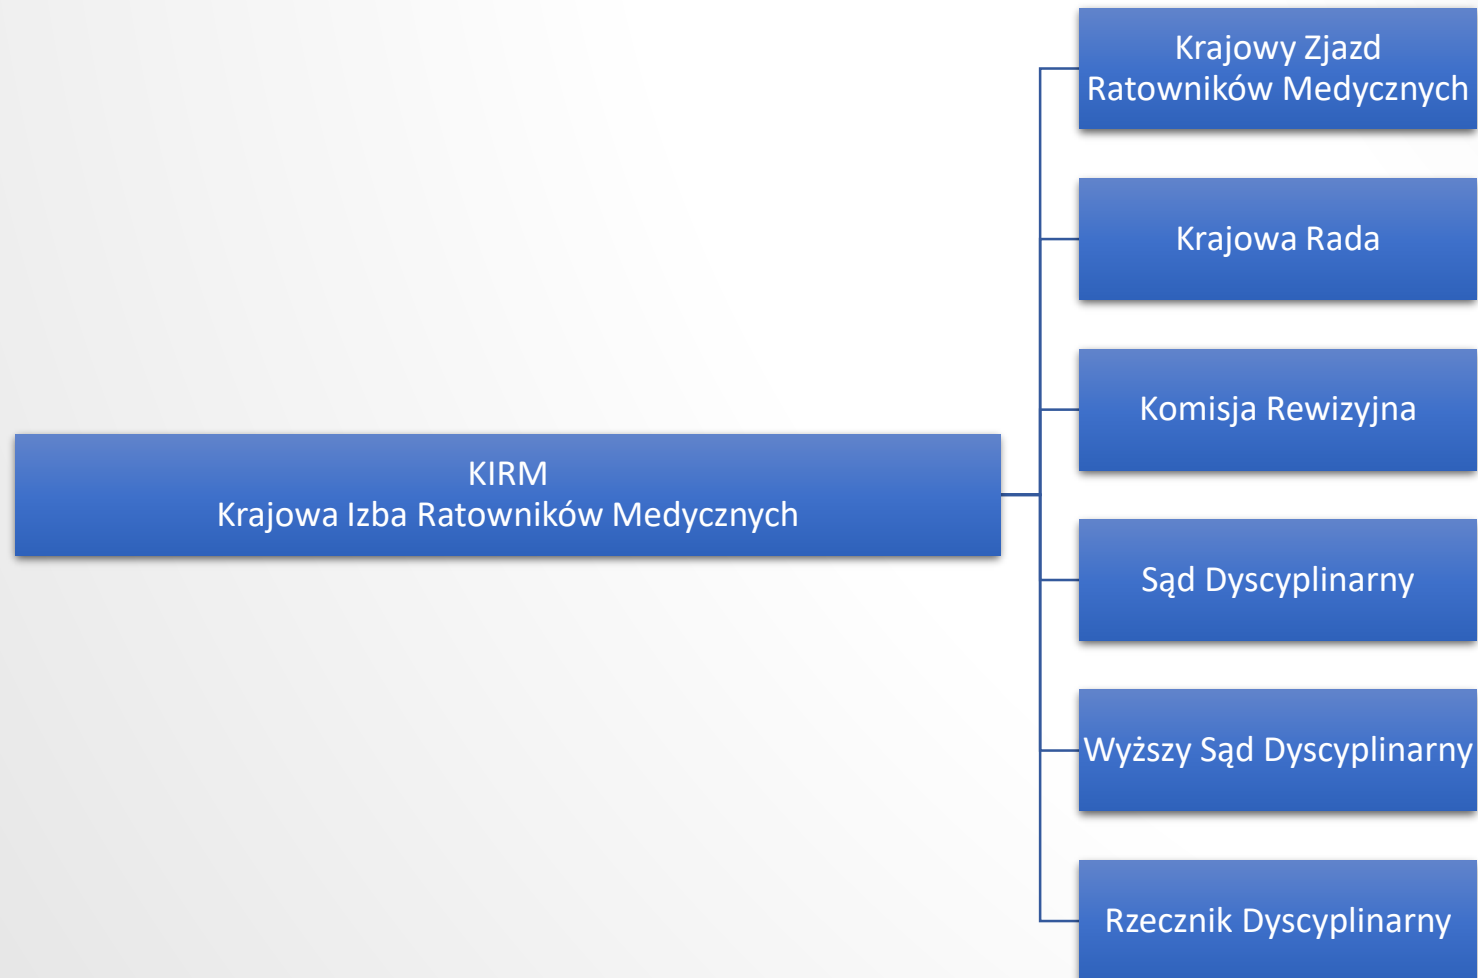 Krajowy Zjazd
Ratowników Medycznych
Krajowa Rada
Komisja Rewizyjna
KIRM
Krajowa Izba Ratowników Medycznych
Sąd Dyscyplinarny
Wyższy Sąd Dyscyplinarny
Rzecznik Dyscyplinarny